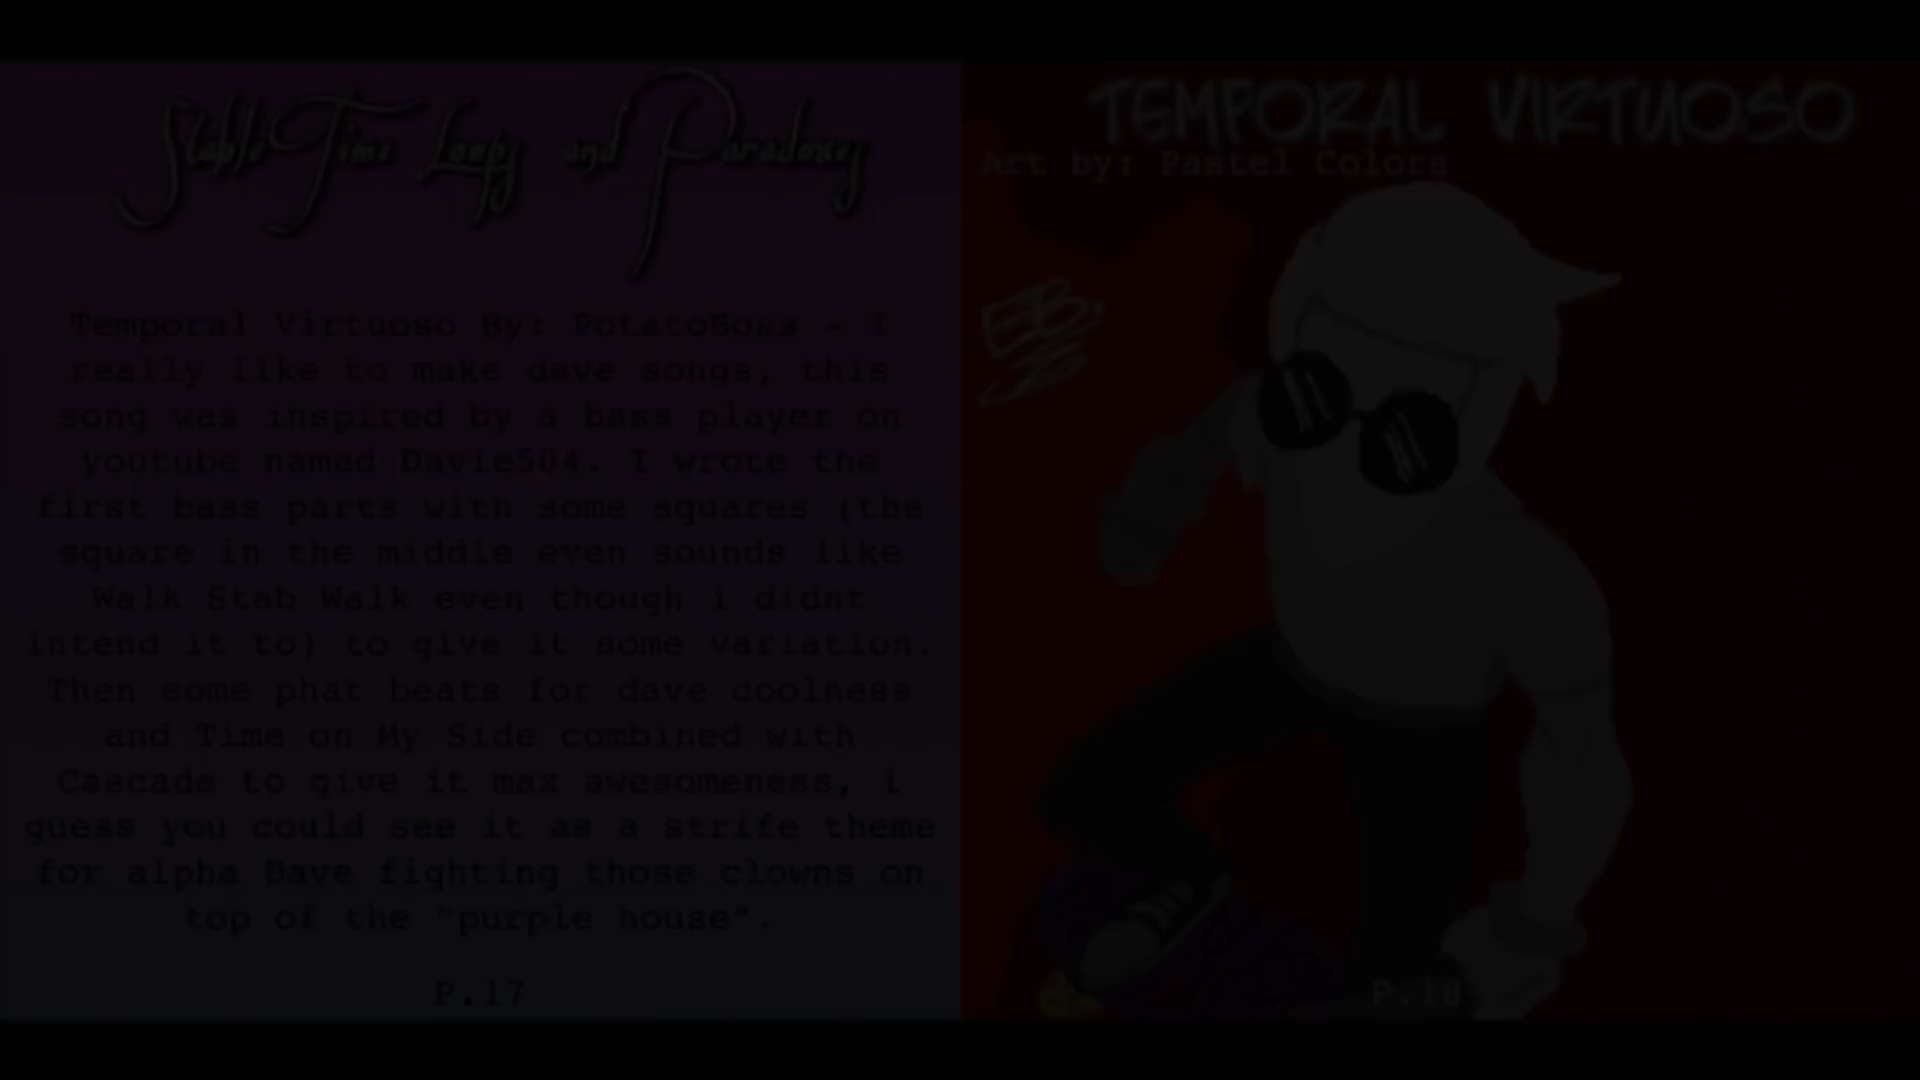 Stable Time Loops and Paradoxes
Temporal Virtuoso By: PotatoBoss - I
really like to make dave songs, this
song was inspired by a bass player on
youtube named Davie504. I wrote the
first bass parts with some squares (the
square in the middle even sounds like
Walk Stab Walk even though i didnt
intend it to) to give it some variation.
Then some phat beats for dave coolness
and Time on My Side combined with
Cascade to give it max awesomeness, i
guess you could see it as a strife theme
for alpha Dave fighting those clowns on
top of the "purple house".
P.17
TEMPORAL VIRTUOSO
Art by: Pastel Colors
P.18